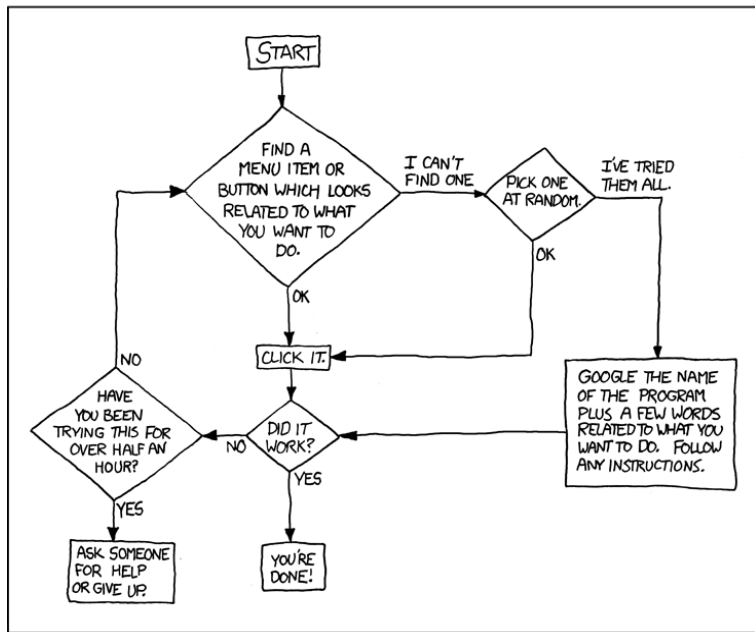 START
FIND A
MENU ITEM OR
BUTTON WHICH LOOKS
RELATED TO WHAT
YOU WANT TO
DO.
I CAN'T
FIND ONE
PICK ONE
AT RANDOM.
I'VE TRIED
THEM ALL.
OK
OK
CLICK IT.
NO
HAVE
YOU BEEN
TRYING THIS FOR
OVER HALF AN
HOUR?
NO
DID IT
WORK?
GOOGLE THE NAME
OF THE PROGRAM
PLUS A FEW WORDS
RELATED TO WHAT YOU
WANT TO DO. FOLLOW
ANY INSTRUCTIONS.
YES
YES
ASK SOMEONE
FOR HELP
OR GIVE UP.
YOU'RE
DONE!